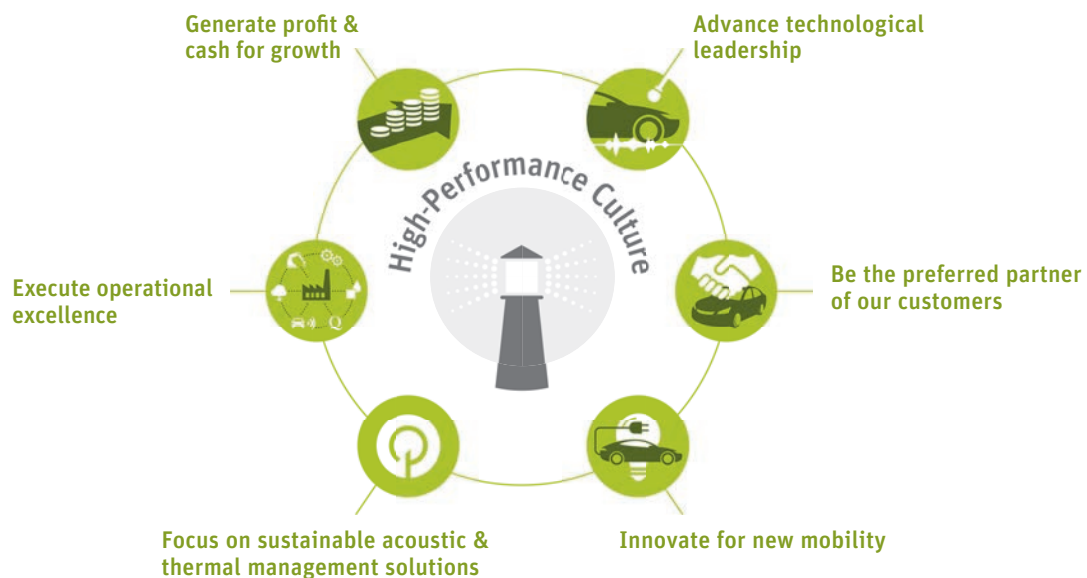 Generate profit &
cash for growth
Advance technological
leadership
High-Performance Culture
Execute operational
excellence
Q
Be the preferred partner
of our customers
Focus on sustainable acoustic &
thermal management solutions
Innovate for new mobility